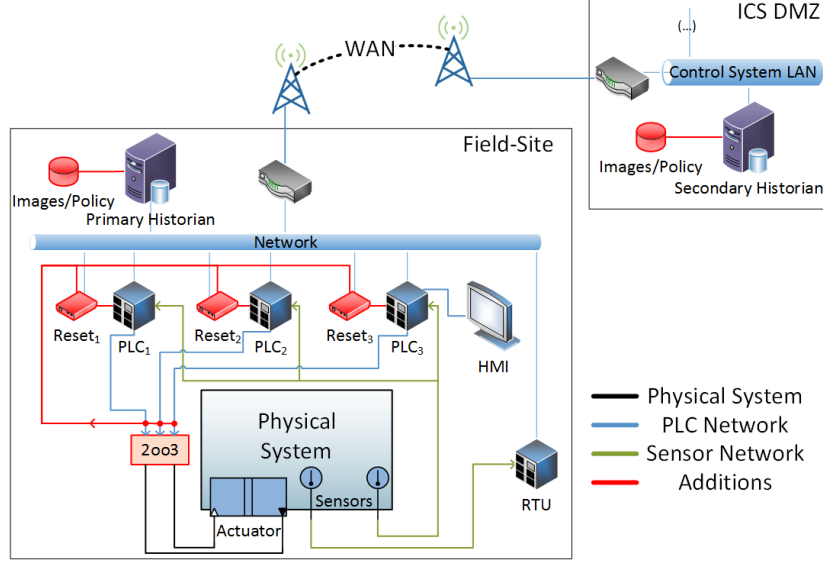 ICS DMZ
(...)
WAN
Control System LAN
Images/Policy
Secondary Historian
Field-Site
Images/Policy
Primary Historian
Network
Reset1
PLC1
Reset2
PLC2
Reset3
PLC3
HMI
2oo3
Physical
System
Sensors
Actuator
RTU
Physical System
PLC Network
Sensor Network
Additions